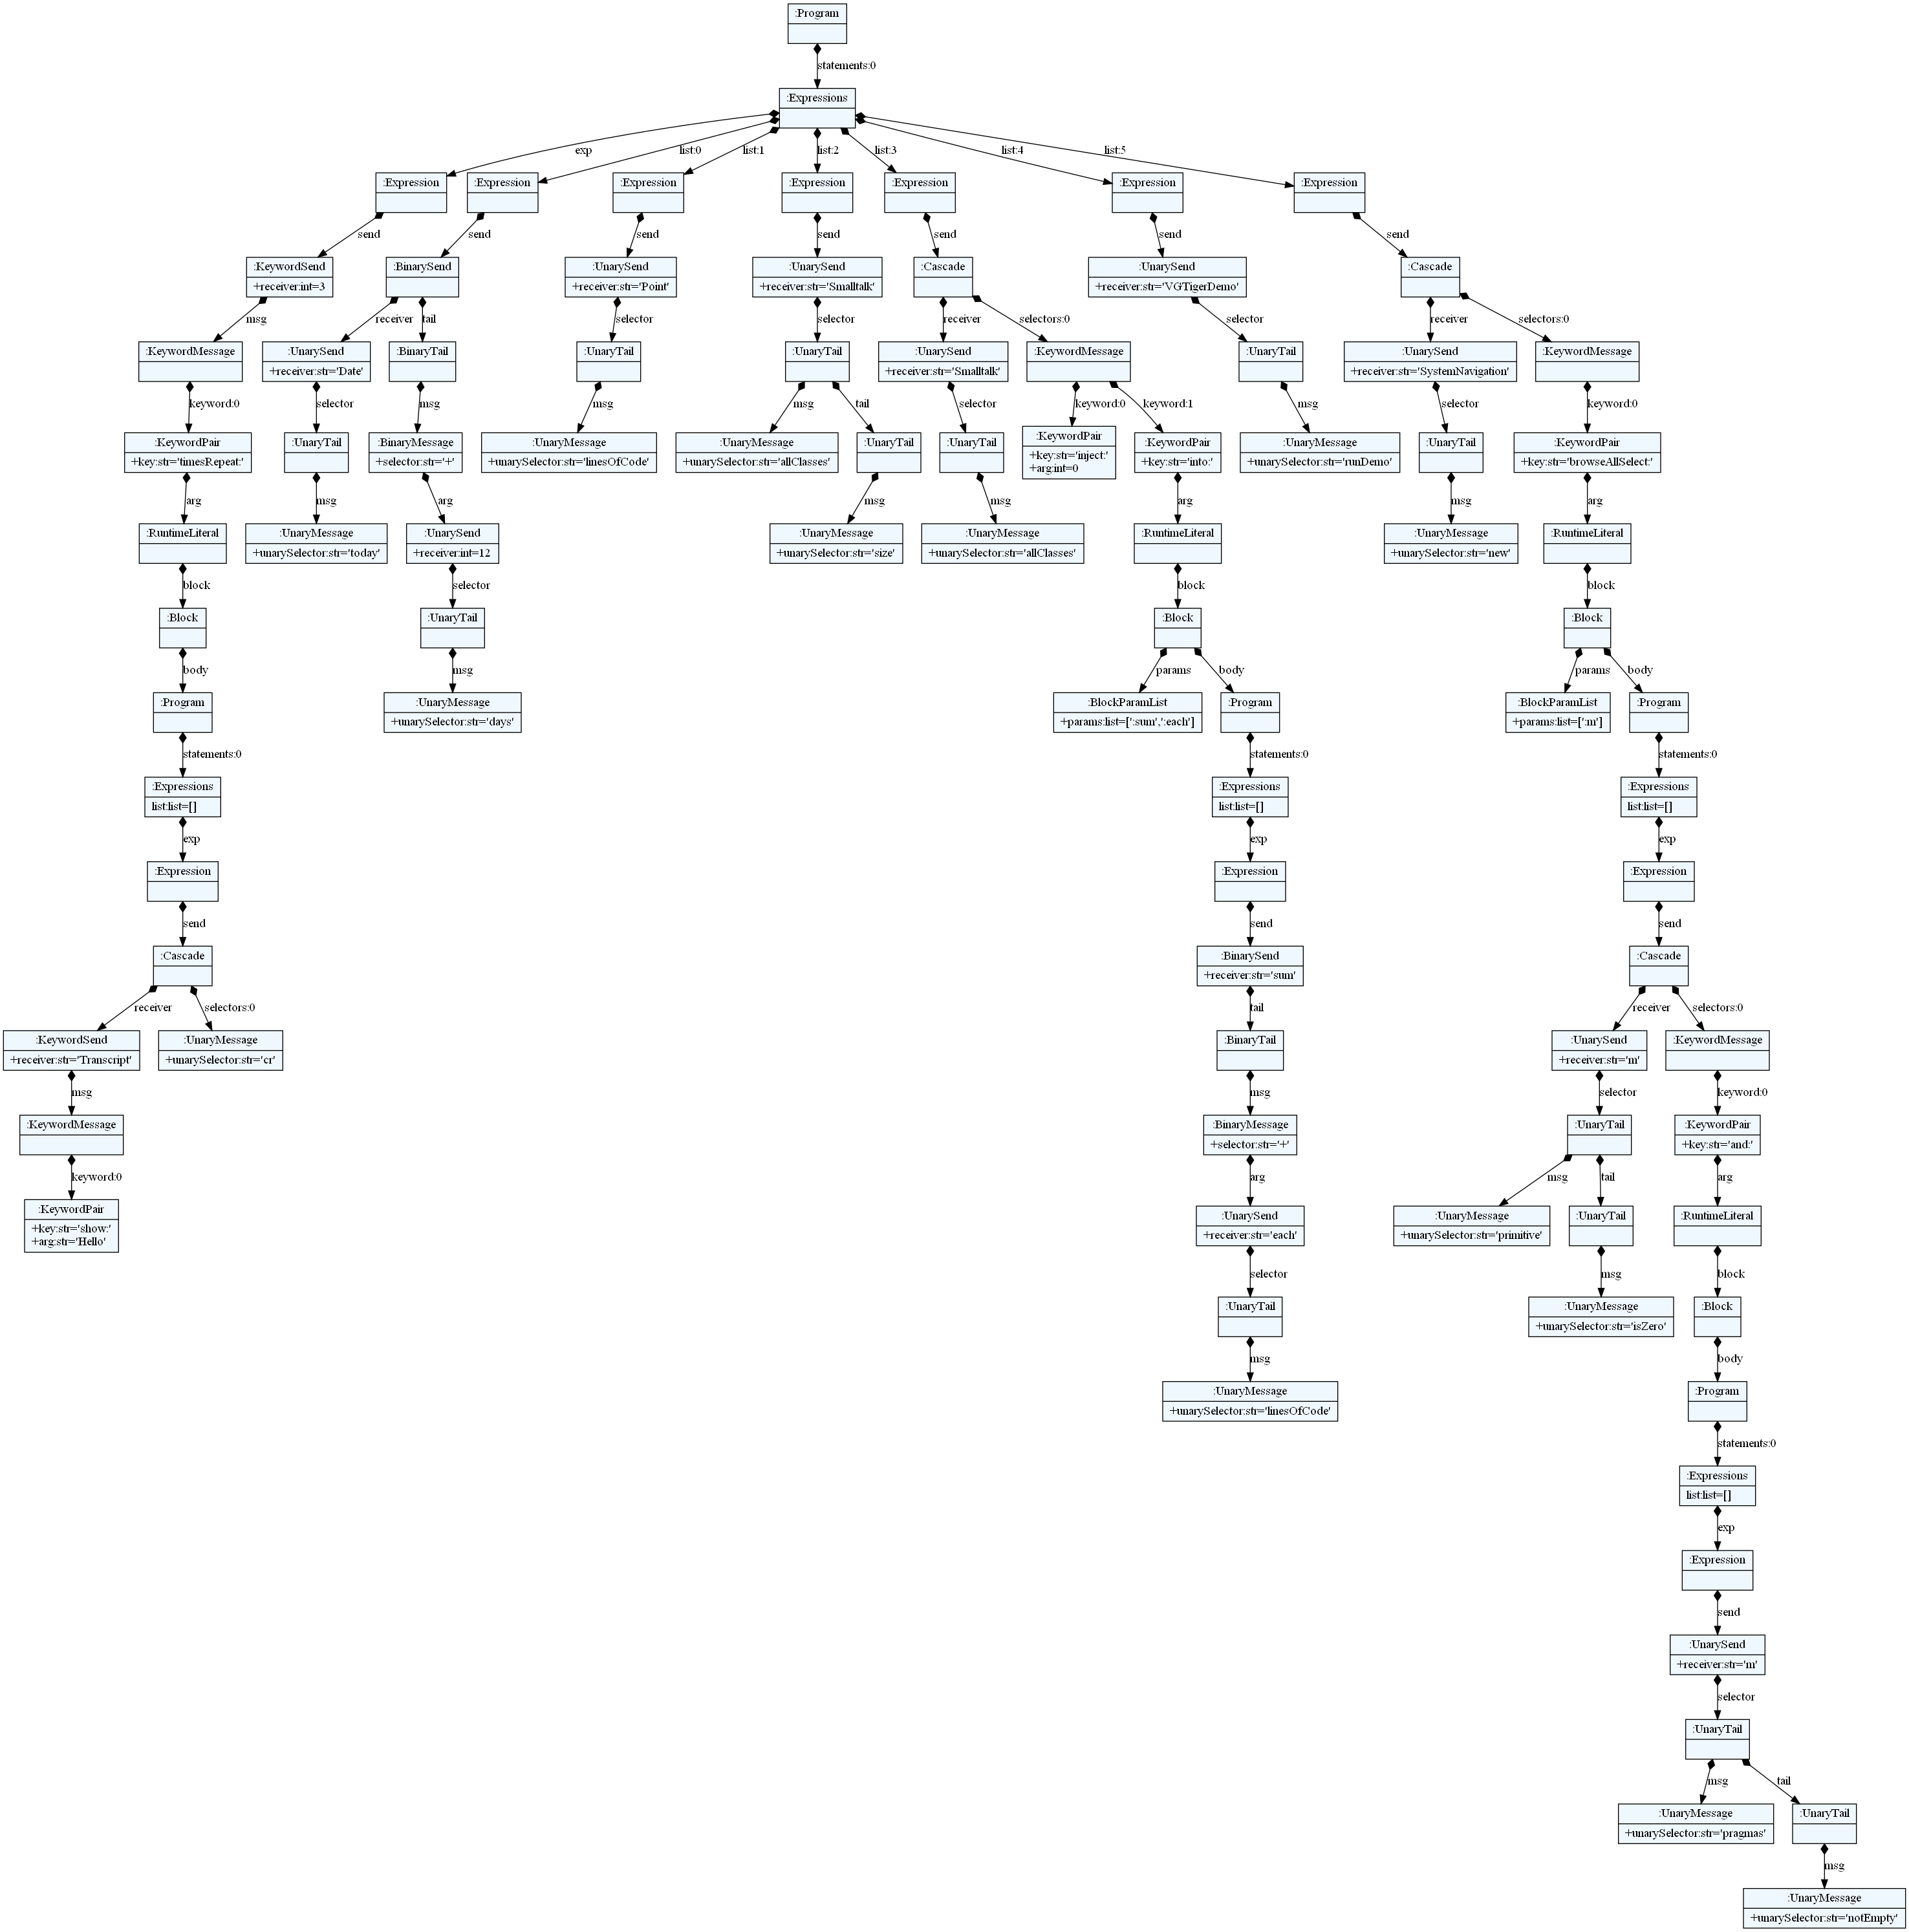 :Program
statements:0
:Expressions
exp
list:0
list:1
list:2
list:3
list:4
list:5
:Expression
:Expression
:Expression
:Expression
:Expression
:Expression
:Expression
send
send
send
send
send
send
send
:KeywordSend
+receiver:int=3
:BinarySend
:UnarySend
+receiver:str='Point'
:UnarySend
+receiver:str='Smalltalk'
:Cascade
:UnarySend
+receiver:str='VGTigerDemo'
:Cascade
msg
receiver
tail
selector
selector
receiver
selectors:0
selector
receiver
selectors:0
:KeywordMessage
:UnarySend
+receiver:str='Date'
:BinaryTail
:UnaryTail
:UnaryTail
:UnarySend
+receiver:str='Smalltalk'
:KeywordMessage
:UnaryTail
:UnarySend
+receiver:str='SystemNavigation'
:KeywordMessage
keyword:0
selector
msg
msg
msg
tail
selector
keyword:0
keyword:1
msg
selector
keyword:0
:KeywordPair
+key:str='timesRepeat:'
:UnaryTail
:BinaryMessage
+selector:str='+'
:UnaryMessage
+unarySelector:str='linesOfCode'
:UnaryMessage
+unarySelector:str='allClasses'
:UnaryTail
:UnaryTail
:KeywordPair
+key:str='inject:'
+arg:int=0
:KeywordPair
+key:str='into:'
:UnaryMessage
+unarySelector:str='runDemo'
:UnaryTail
:KeywordPair
+key:str='browseAllSelect:'
arg
msg
arg
msg
msg
arg
msg
arg
:RuntimeLiteral
:UnaryMessage
+unarySelector:str='today'
:UnarySend
+receiver:int=12
:UnaryMessage
+unarySelector:str='size'
:UnaryMessage
+unarySelector:str='allClasses'
:RuntimeLiteral
:UnaryMessage
+unarySelector:str='new'
:RuntimeLiteral
block
selector
block
block
:Block
:UnaryTail
:Block
:Block
body
msg
params
body
params
body
:Program
:UnaryMessage
+unarySelector:str='days'
:BlockParamList
+params:list=[':sum',':each']
:Program
:BlockParamList
+params:list=[':m']
:Program
statements:0
statements:0
statements:0
:Expressions
list:list=[]
:Expressions
list:list=[]
:Expressions
list:list=[]
exp
exp
exp
:Expression
:Expression
:Expression
send
send
send
:Cascade
:BinarySend
+receiver:str='sum'
:Cascade
receiver
selectors:0
tail
receiver
selectors:0
:KeywordSend
+receiver:str='Transcript'
:UnaryMessage
+unarySelector:str='cr'
:BinaryTail
:UnarySend
+receiver:str='m'
:KeywordMessage
msg
msg
selector
keyword:0
:KeywordMessage
:BinaryMessage
+selector:str='+'
:UnaryTail
:KeywordPair
+key:str='and:'
keyword:0
arg
msg
tail
arg
:KeywordPair
+key:str='show:'
+arg:str='Hello'
:UnarySend
+receiver:str='each'
:UnaryMessage
+unarySelector:str='primitive'
:UnaryTail
:RuntimeLiteral
selector
msg
block
:UnaryTail
:UnaryMessage
+unarySelector:str='isZero'
:Block
msg
body
:UnaryMessage
+unarySelector:str='linesOfCode'
:Program
statements:0
:Expressions
list:list=[]
exp
:Expression
send
:UnarySend
+receiver:str='m'
selector
:UnaryTail
msg
tail
:UnaryMessage
+unarySelector:str='pragmas'
:UnaryTail
msg
:UnaryMessage
+unarySelector:str='notEmpty'